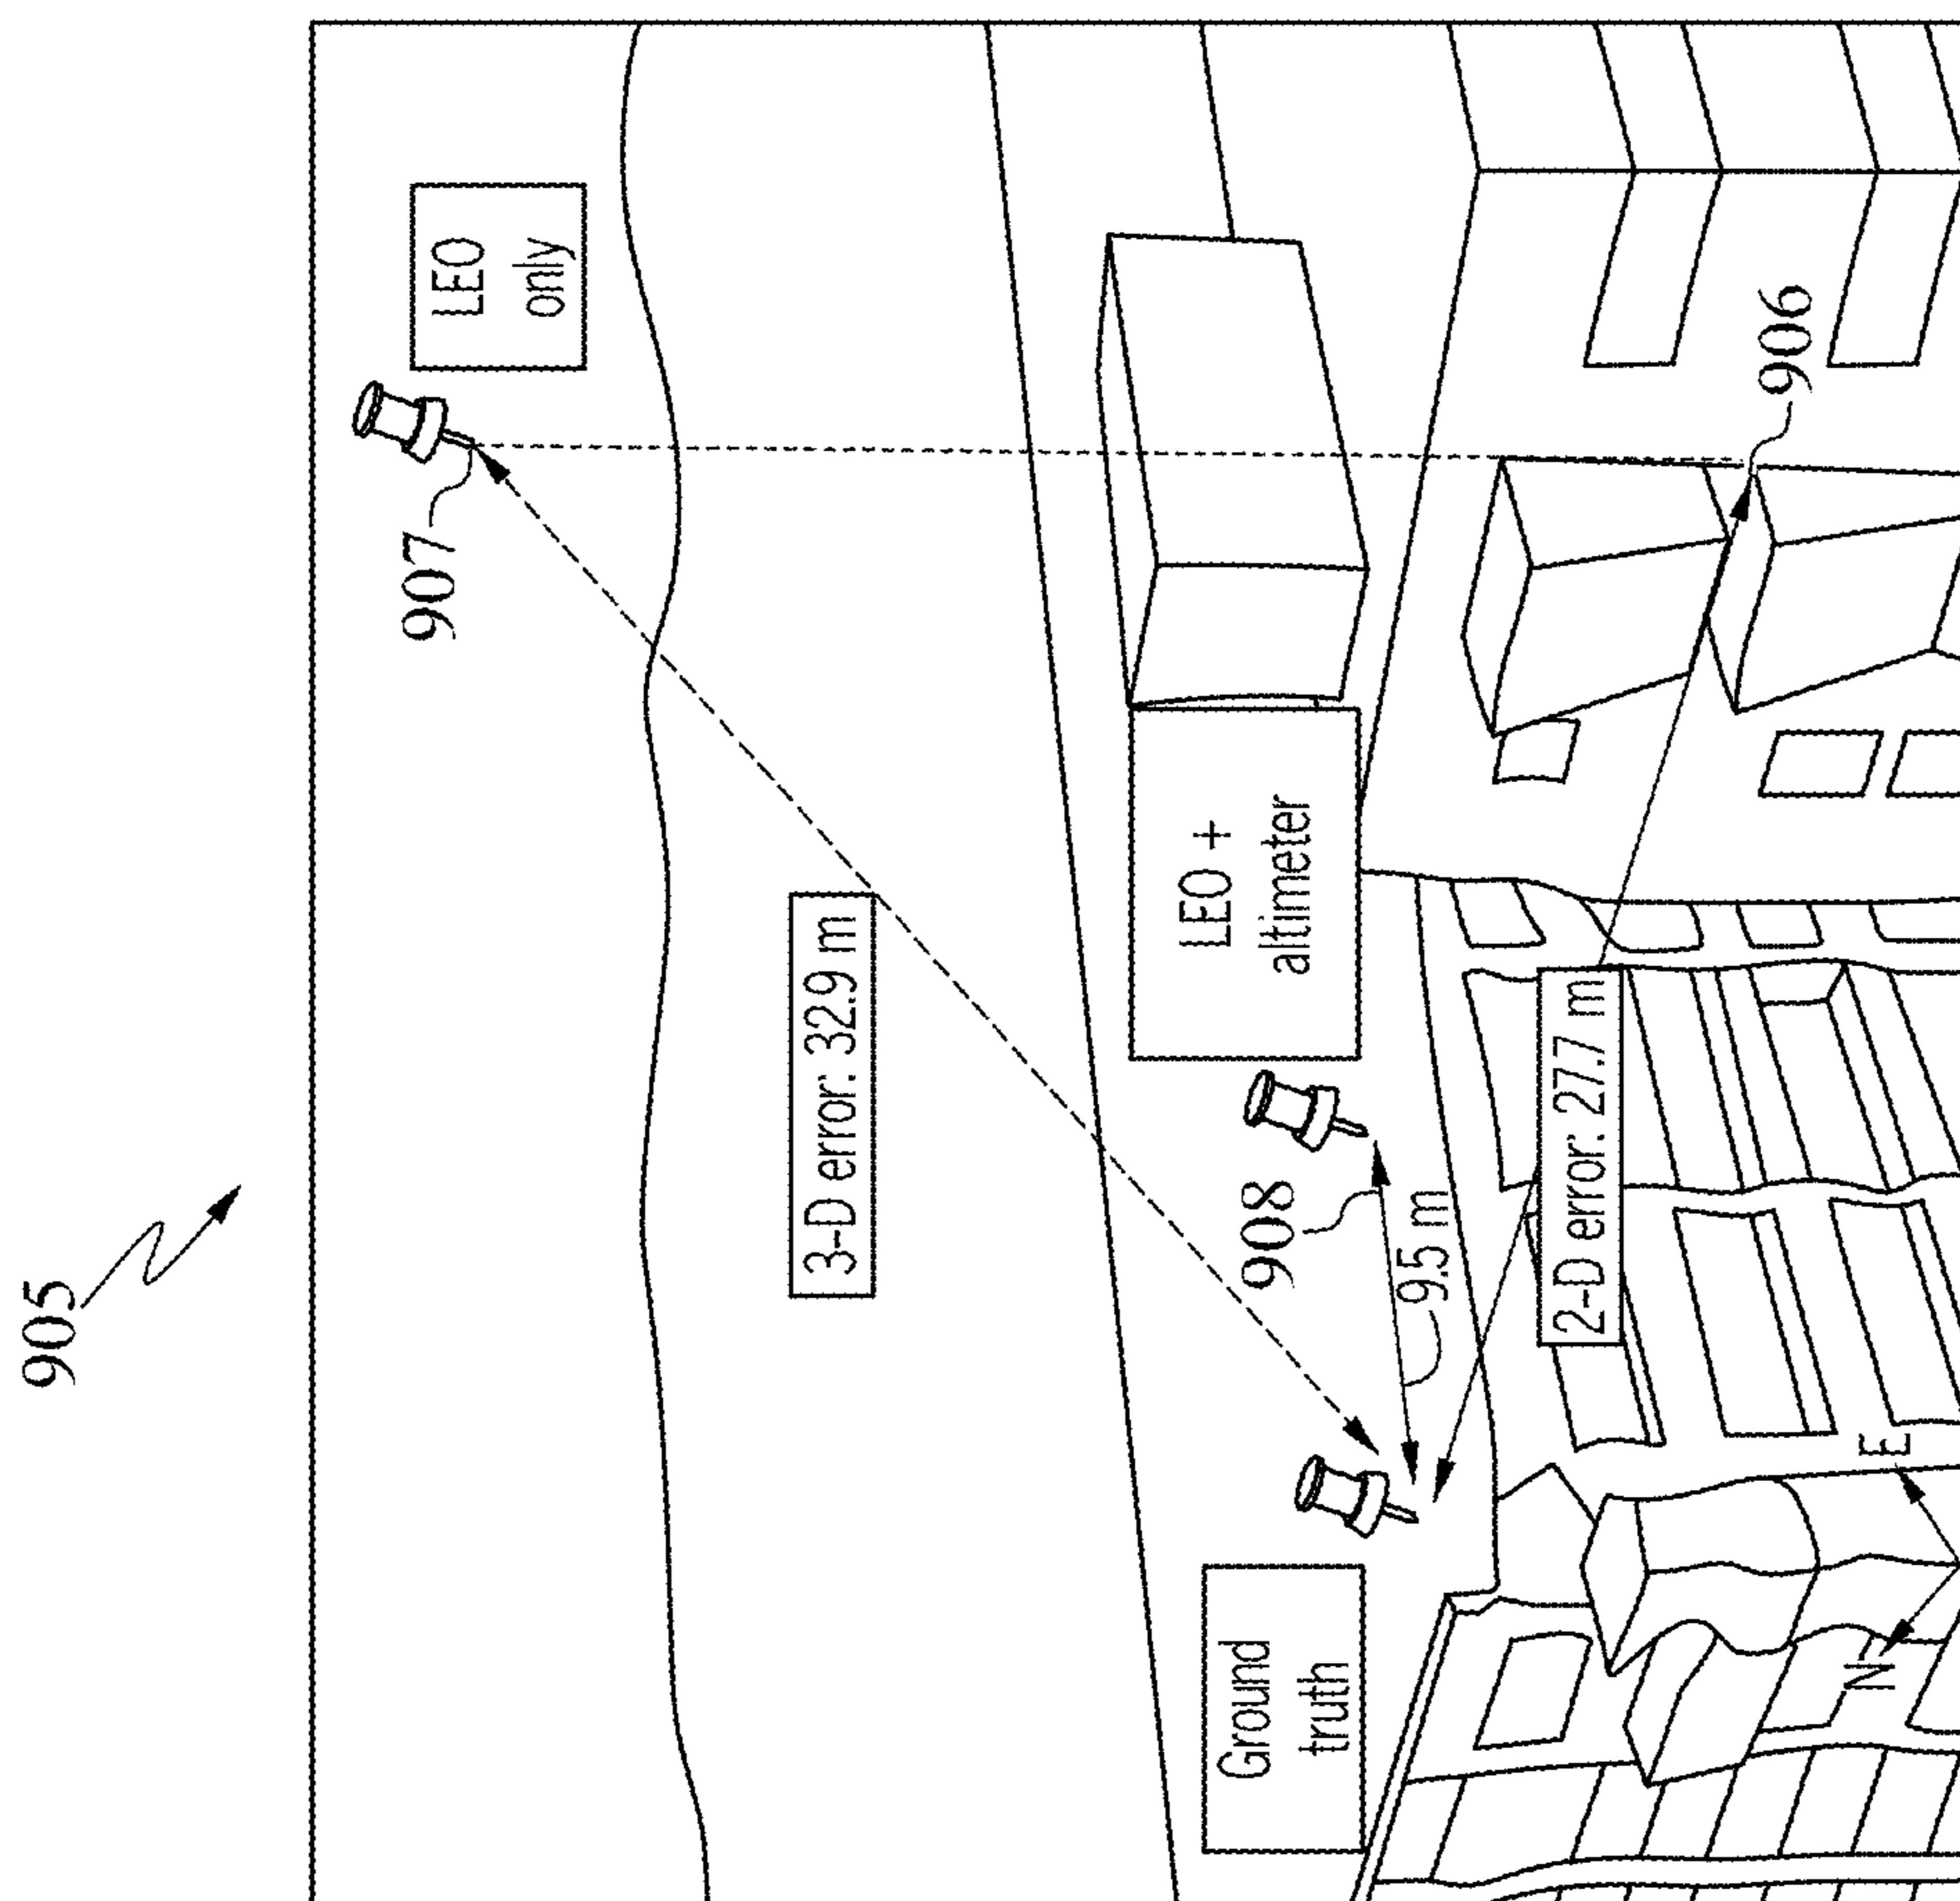 905
LEO
only
907
3-D error: 32.9 m
LEO +
altimeter
908
9.5 m
906
2-D error: 27.7 m
Ground
truth
E
N